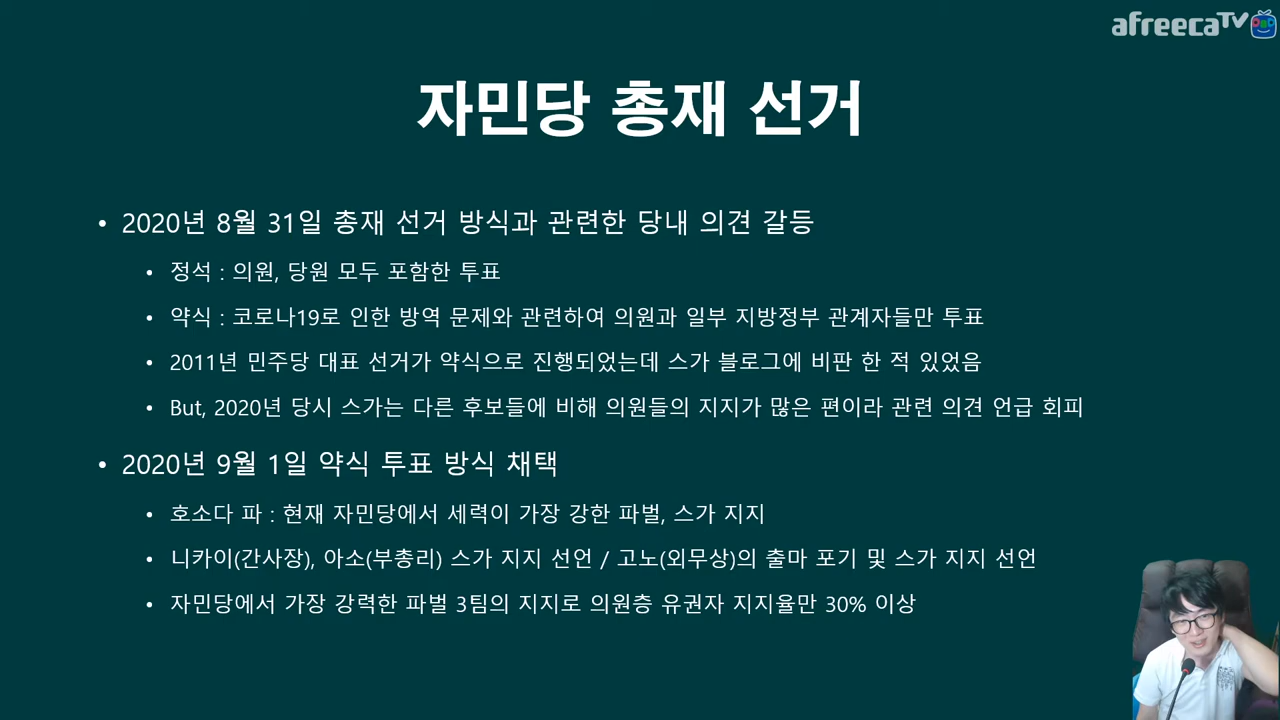 afreecaTV
자민당 총재 선거
• 2020년 8월 31일 총재 선거 방식과 관련한 당내 의견 갈등
• 정석 : 의원, 당원 모두 포함한 투표
• 약식 : 코로나19로 인한 방역 문제와 관련하여 의원과 일부 지방정부 관계자들만 투표
• 2011년 민주당 대표 선거가 약식으로 진행되었는데 스가 블로그에 비판 한 적 있었음
• But, 2020년 당시 스가는 다른 후보들에 비해 의원들의 지지가 많은 편이라 관련 의견 언급 회피
• 2020년 9월 1일 약식 투표 방식 채택
• 호소다 파 : 현재 자민당에서 세력이 가장 강한 파벌, 스가 지지
• 니카이(간사장), 아소(부총리) 스가 지지 선언 / 고노(외무상)의 출마 포기 및 스가 지지 선언
• 자민당에서 가장 강력한 파벌 3팀의 지지로 의원층 유권자 지지율만 30% 이상